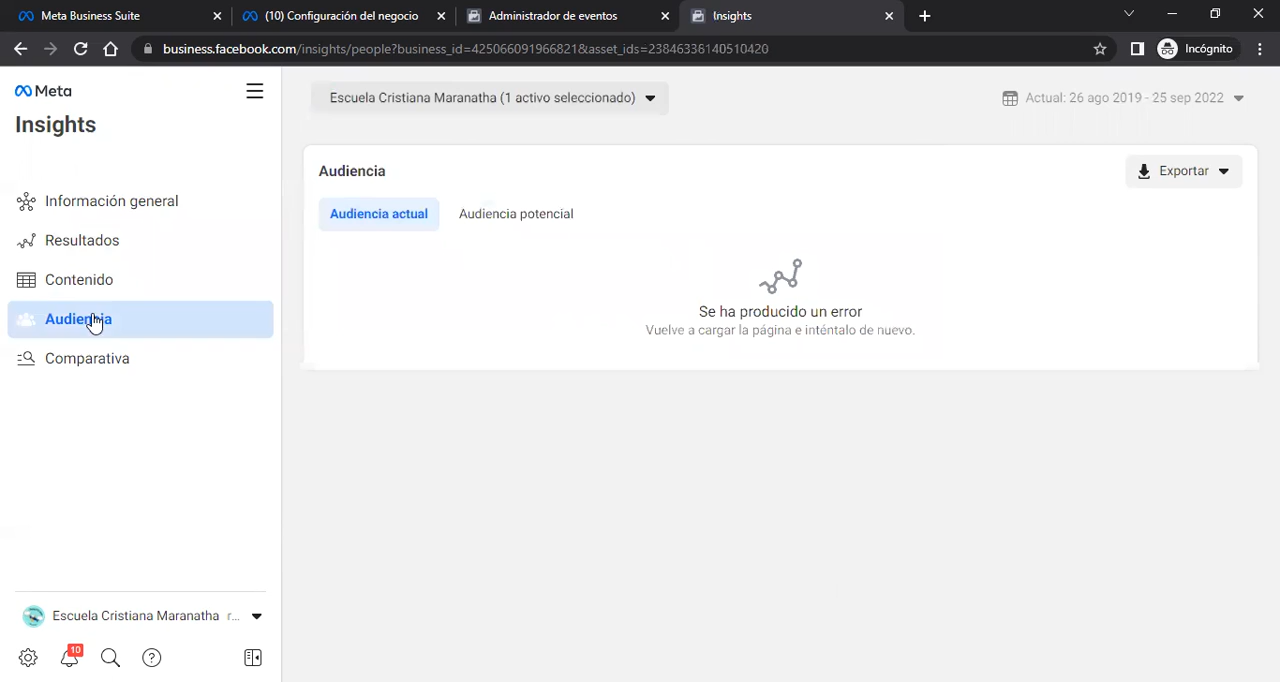 Meta Business Suite
(10) Configuración del negocio
Administrador de eventos
Insights
business.facebook.com/insights/people?business_id=425066091966821&asset_ids=23846336140510420
Incógnito
Meta
Insights
Información general
Resultados
Contenido
Audiencia
Comparativa
Escuela Cristiana Maranatha r...
10
Escuela Cristiana Maranatha (1 activo seleccionado)
Actual: 26 ago 2019 - 25 sep 2022
Audiencia
Exportar
Audiencia actual
Audiencia potencial
Se ha producido un error
Vuelve a cargar la página e inténtalo de nuevo.